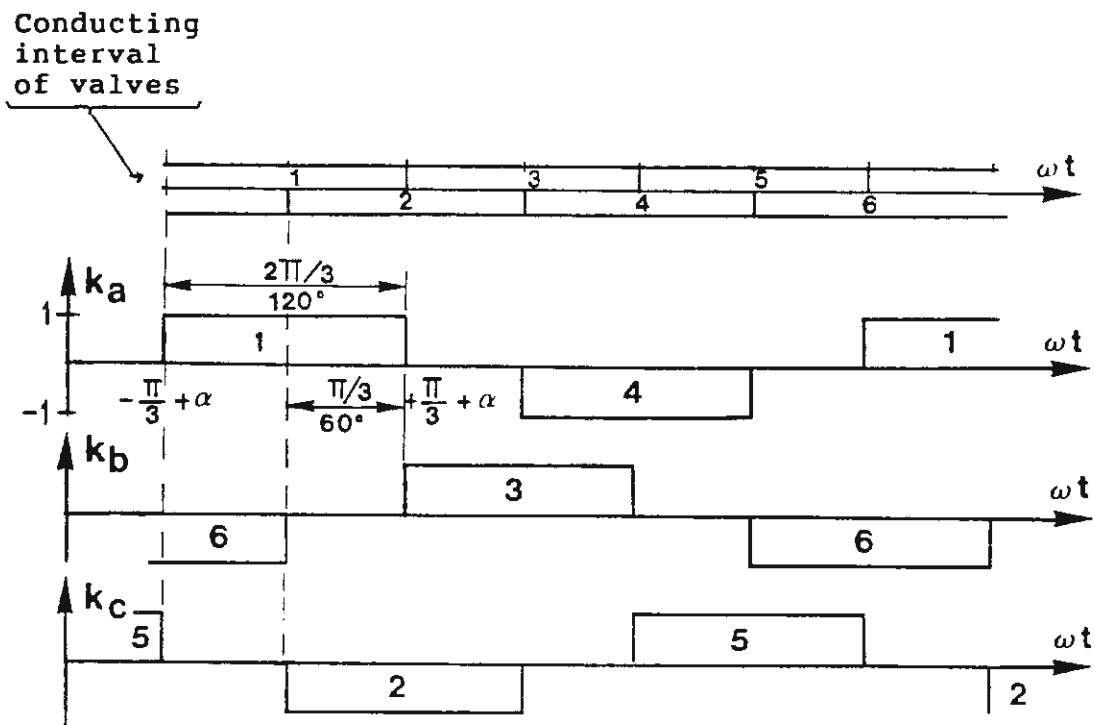 Conducting
interval
of valves
1 3 5 ωt
2 4 6
k_a
2π/3
120°
1
1 1 ωt
-π/3 + α
π/3
60°
+π/3 + α
4
-1
k_b
3 ωt
6 6
k_c
5 5 ωt
2 2